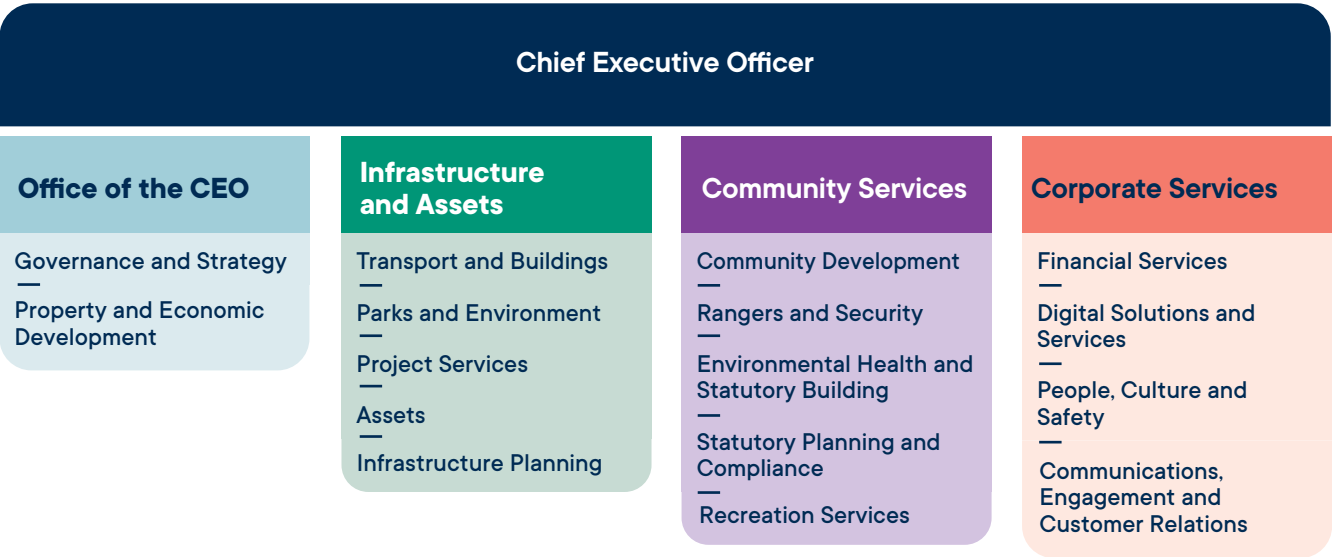 Chief Executive Officer
Office of the CEO
Governance and Strategy
Property and Economic
Development
Infrastructure
and Assets
Transport and Buildings
Parks and Environment
Project Services
Assets
Infrastructure Planning
Community Services
Community Development
Rangers and Security
Environmental Health and
Statutory Building
Statutory Planning and
Compliance
Recreation Services
Corporate Services
Financial Services
Digital Solutions and
Services
People, Culture and
Safety
Communications,
Engagement and
Customer Relations